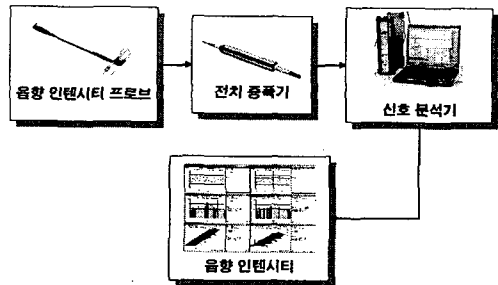 음향 인텐시티 프로브
전치 증폭기
신호 분석기
음향 인텐시티